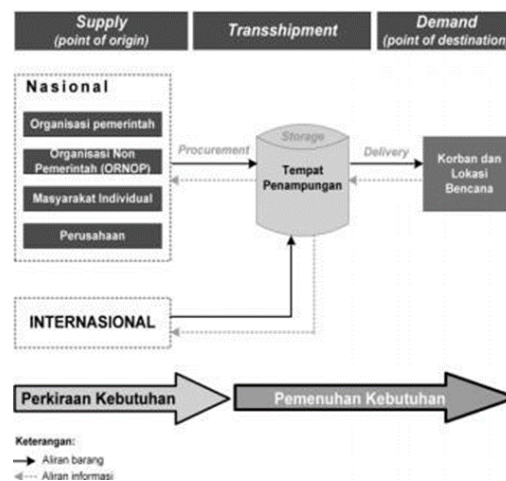 Supply
(point of origin)
Transshipment
Demand
(point of destination)
Nasional
Organisasi pemerintah
Organisasi Non
Pemerintah (ORNOP)
Masyarakat Individual
Perusahaan
Procurement
Storage
Tempat
Penampungan
Delivery
Korban dan
Lokasi
Bencana
INTERNASIONAL
Perkiraan Kebutuhan
Pemenuhan Kebutuhan
Keterangan:
Aliran barang
Aliran informasi